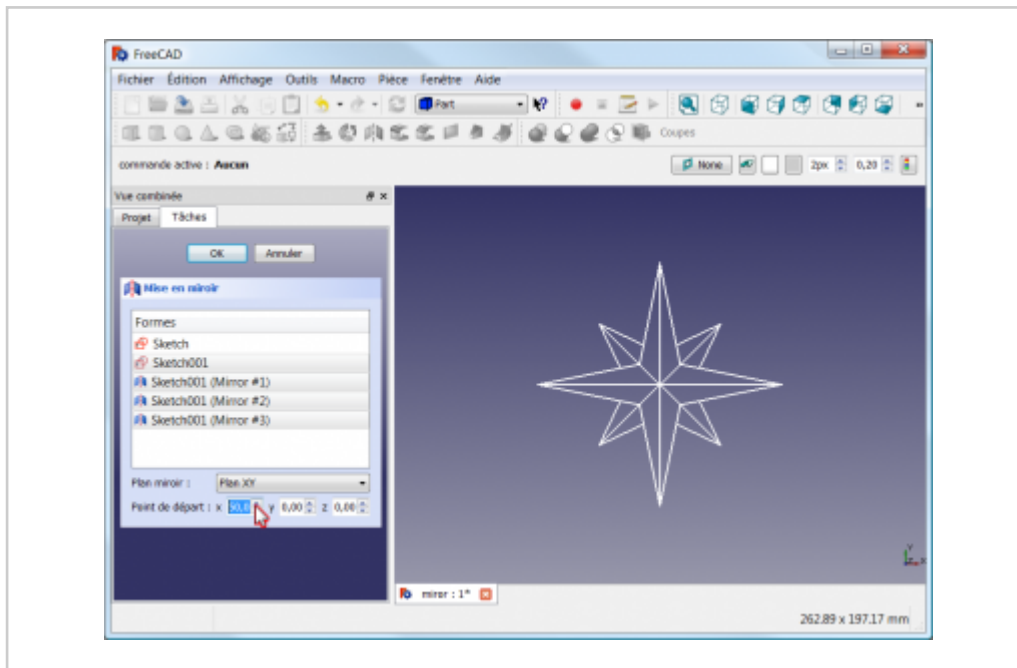 FreeCAD
Fichier Édition Affichage Outils Macro Pièce Fenêtre Aide
Part
Coupes
commande active : Aucun
None 2px 0,20
Vue combinée
Projet Tâches
OK Annuler
Mise en miroir
Formes
Sketch
Sketch001
Sketch001 (Mirror #1)
Sketch001 (Mirror #2)
Sketch001 (Mirror #3)
Plan miroir : Plan XY
Point de départ : x y 0,00 z 0,00
Y
X
miror : 1*
262.89 x 197.17 mm